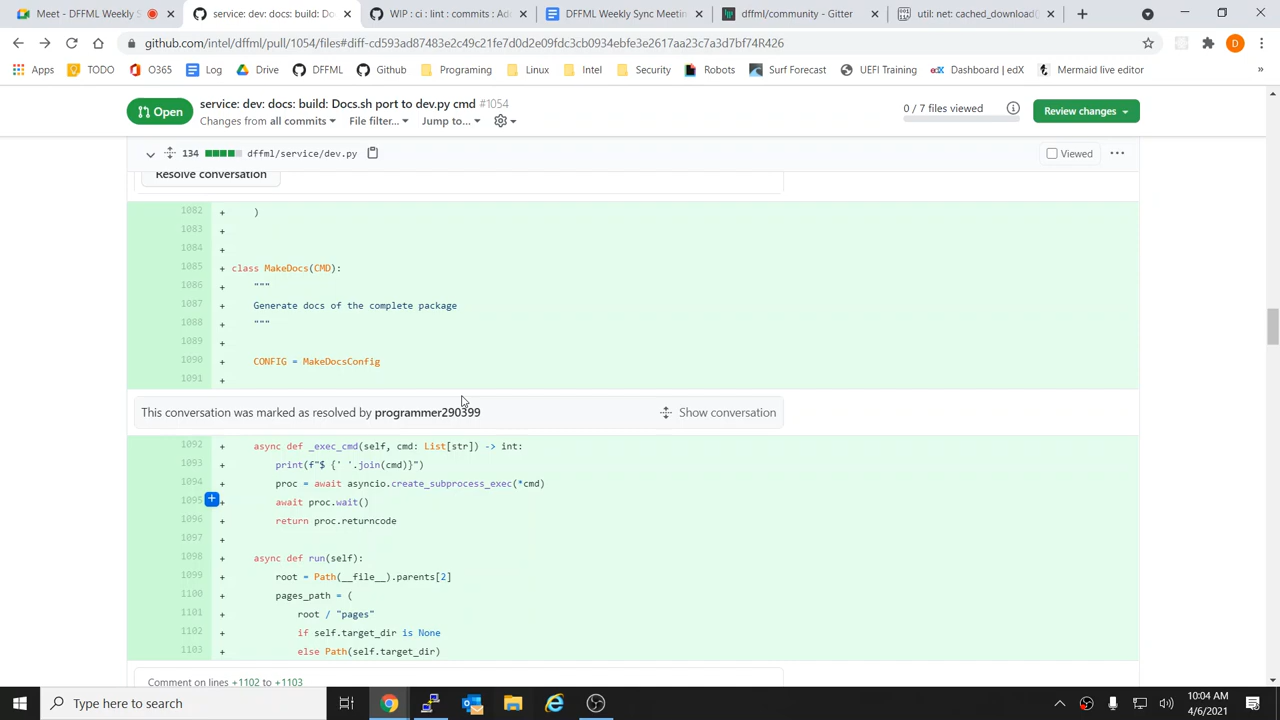 Meet - DFFML Weekly S
service: dev: docs: build: Do
WIP : ci : lint : commits : Ad
DFFML Weekly Sync Meeting
dffml/community - Gitter
util: net: cached_download(
github.com/intel/dffml/pull/1054/files#diff-cd593ad87483e2c4091fe7d0d2e09fdc3cb0934ebfe3e2617aa23c7a3d7bf74R426
D
Apps
TODO
O365
Log
Drive
DFFML
Github
Programing
Linux
Intel
Security
Robots
Surf Forecast
UEFI Training
Dashboard | edX
Mermaid live editor
»
Open
service: dev: docs: build: Docs.sh port to dev.py cmd #1054
Changes from all commits
File filter...
Jump to...
0 / 7 files viewed
Review changes
134
dffml/service/dev.py
Viewed
Resolve conversation
1082 + )
1083 +
1084 +
1085 + class MakeDocs(CMD):
1086 + """
1087 + Generate docs of the complete package
1088 + """
1089 +
1090 + CONFIG = MakeDocsConfig
1091 +
This conversation was marked as resolved by programmer290399
Show conversation
1092 + async def _exec_cmd(self, cmd: List[str]) -> int:
1093 + print(f"$ {' '.join(cmd)}")
1094 + proc = await asyncio.create_subprocess_exec(*cmd)
1095 + await proc.wait()
1096 + return proc.returncode
1097 +
1098 + async def run(self):
1099 + root = Path(__file__).parents[2]
1100 + pages_path = (
1101 + root / "pages"
1102 + if self.target_dir is None
1103 + else Path(self.target_dir)
Comment on lines +1102 to +1103
Type here to search
10:04 AM
4/6/2021